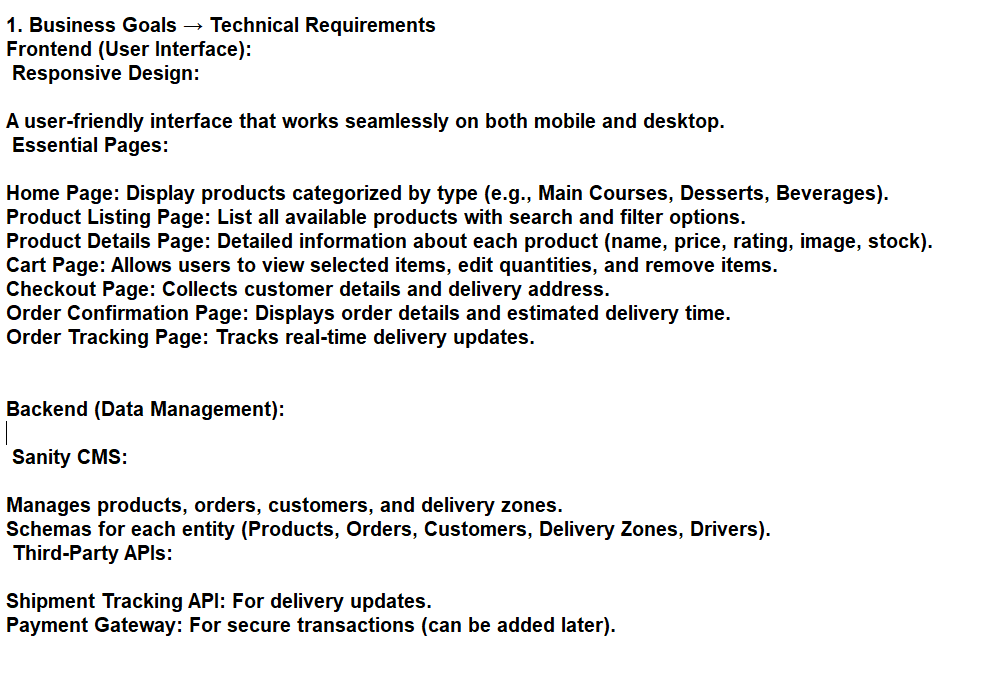 1. Business Goals → Technical Requirements
Frontend (User Interface):
Responsive Design:
A user-friendly interface that works seamlessly on both mobile and desktop.
Essential Pages:
Home Page: Display products categorized by type (e.g., Main Courses, Desserts, Beverages).
Product Listing Page: List all available products with search and filter options.
Product Details Page: Detailed information about each product (name, price, rating, image, stock).
Cart Page: Allows users to view selected items, edit quantities, and remove items.
Checkout Page: Collects customer details and delivery address.
Order Confirmation Page: Displays order details and estimated delivery time.
Order Tracking Page: Tracks real-time delivery updates.
Backend (Data Management):
Sanity CMS:
Manages products, orders, customers, and delivery zones.
Schemas for each entity (Products, Orders, Customers, Delivery Zones, Drivers).
Third-Party APIs:
Shipment Tracking API: For delivery updates.
Payment Gateway: For secure transactions (can be added later).